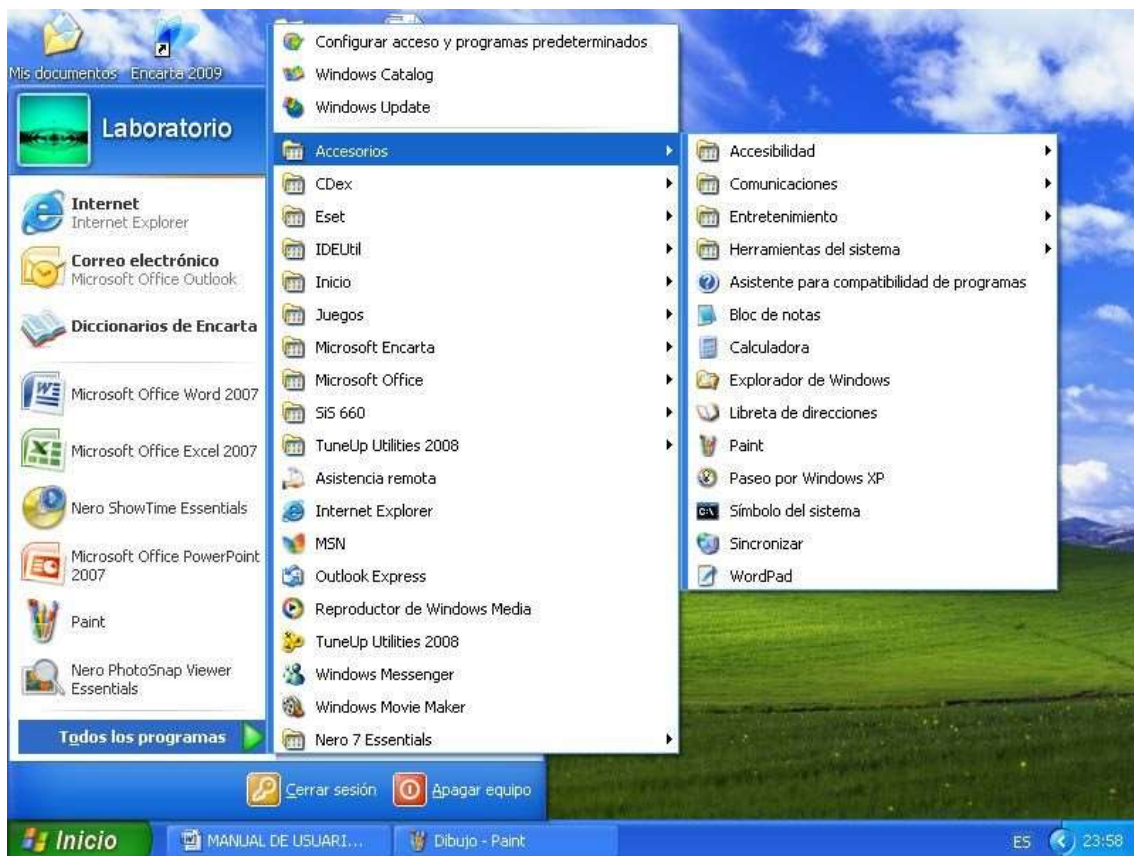 Mis documentos
Encarta 2009
Laboratorio
Internet
Internet Explorer
Correo electrónico
Microsoft Office Outlook
Diccionarios de Encarta
Microsoft Office Word 2007
Microsoft Office Excel 2007
Nero ShowTime Essentials
Microsoft Office PowerPoint
2007
Paint
Nero PhotoSnap Viewer
Essentials
Todos los programas
Configurar acceso y programas predeterminados
Windows Catalog
Windows Update
Accesorios
CDex
Eset
IDEUtil
Inicio
Juegos
Microsoft Encarta
Microsoft Office
SiS 660
TuneUp Utilities 2008
Asistencia remota
Internet Explorer
MSN
Outlook Express
Reproductor de Windows Media
TuneUp Utilities 2008
Windows Messenger
Windows Movie Maker
Nero 7 Essentials
Accesibilidad
Comunicaciones
Entretenimiento
Herramientas del sistema
Asistente para compatibilidad de programas
Bloc de notas
Calculadora
Explorador de Windows
Libreta de direcciones
Paint
Paseo por Windows XP
Símbolo del sistema
Sincronizar
WordPad
Cerrar sesión
Apagar equipo
Inicio
MANUAL DE USUARI...
Dibujo - Paint
ES
23:58